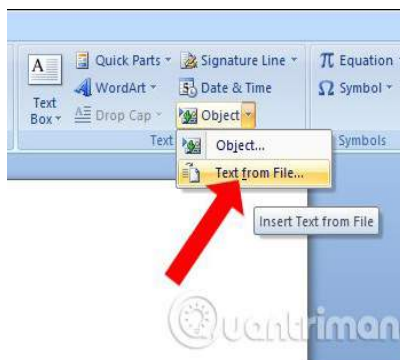 A
Text
Box
Quick Parts
WordArt
Drop Cap
Signature Line
Date & Time
Object
Text
π Equation
Ω Symbol
Symbols
Object...
Text from File...
Insert Text from File
Quantriman